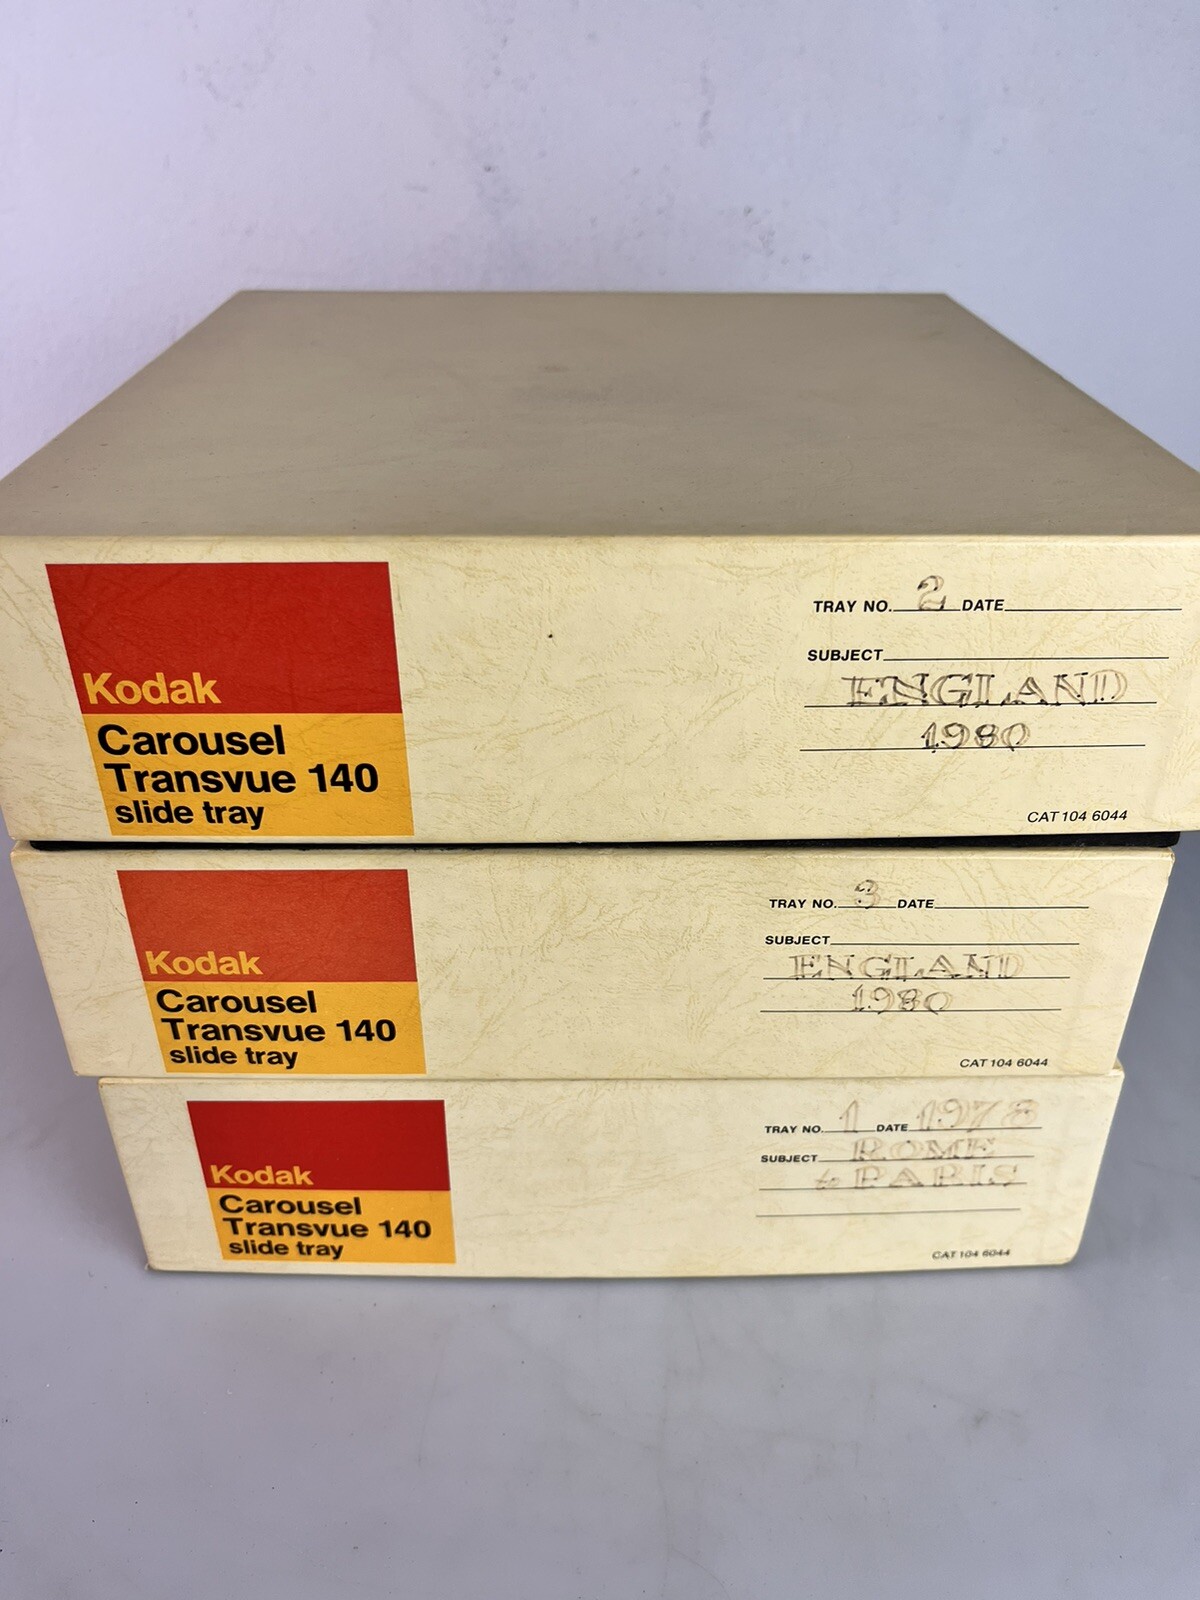 Kodak
Carousel
Transvue 140
slide tray
TRAY NO. 2 DATE
SUBJECT
ENGLAND
1980
CAT 104 6044
Kodak
Carousel
Transvue 140
slide tray
TRAY NO. 3 DATE
SUBJECT
ENGLAND
1980
CAT 104 6044
Kodak
Carousel
Transvue 140
slide tray
TRAY NO. 1 DATE 1978
SUBJECT ROME
to PARIS
CAT 104 6044